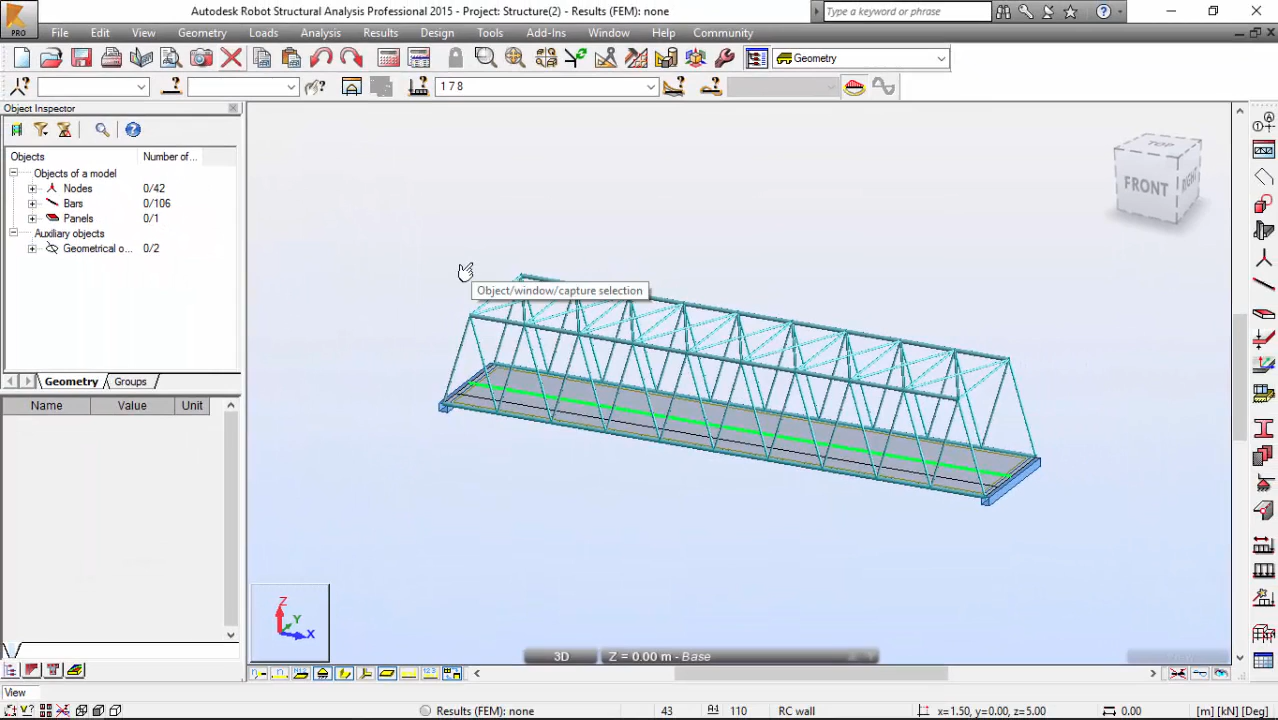 Autodesk Robot Structural Analysis Professional 2015 - Project: Structure(2) - Results (FEM): none
Type a keyword or phrase
PRO
File Edit View Geometry Loads Analysis Results Design Tools Add-Ins Window Help Community
Geometry
1 7 8
Object Inspector
Objects Number of...
Objects of a model
Nodes 0/42
Bars 0/106
Panels 0/1
Auxiliary objects
Geometrical o... 0/2
Geometry Groups
Name Value Unit
TOP
FRONT
RIGHT
Object/window/capture selection
Z
Y
X
3D Z = 0.00 m - Base
View
Results (FEM): none 43 110 RC wall x=1.50, y=0.00, z=5.00 0.00 [m] [kN] [Deg]